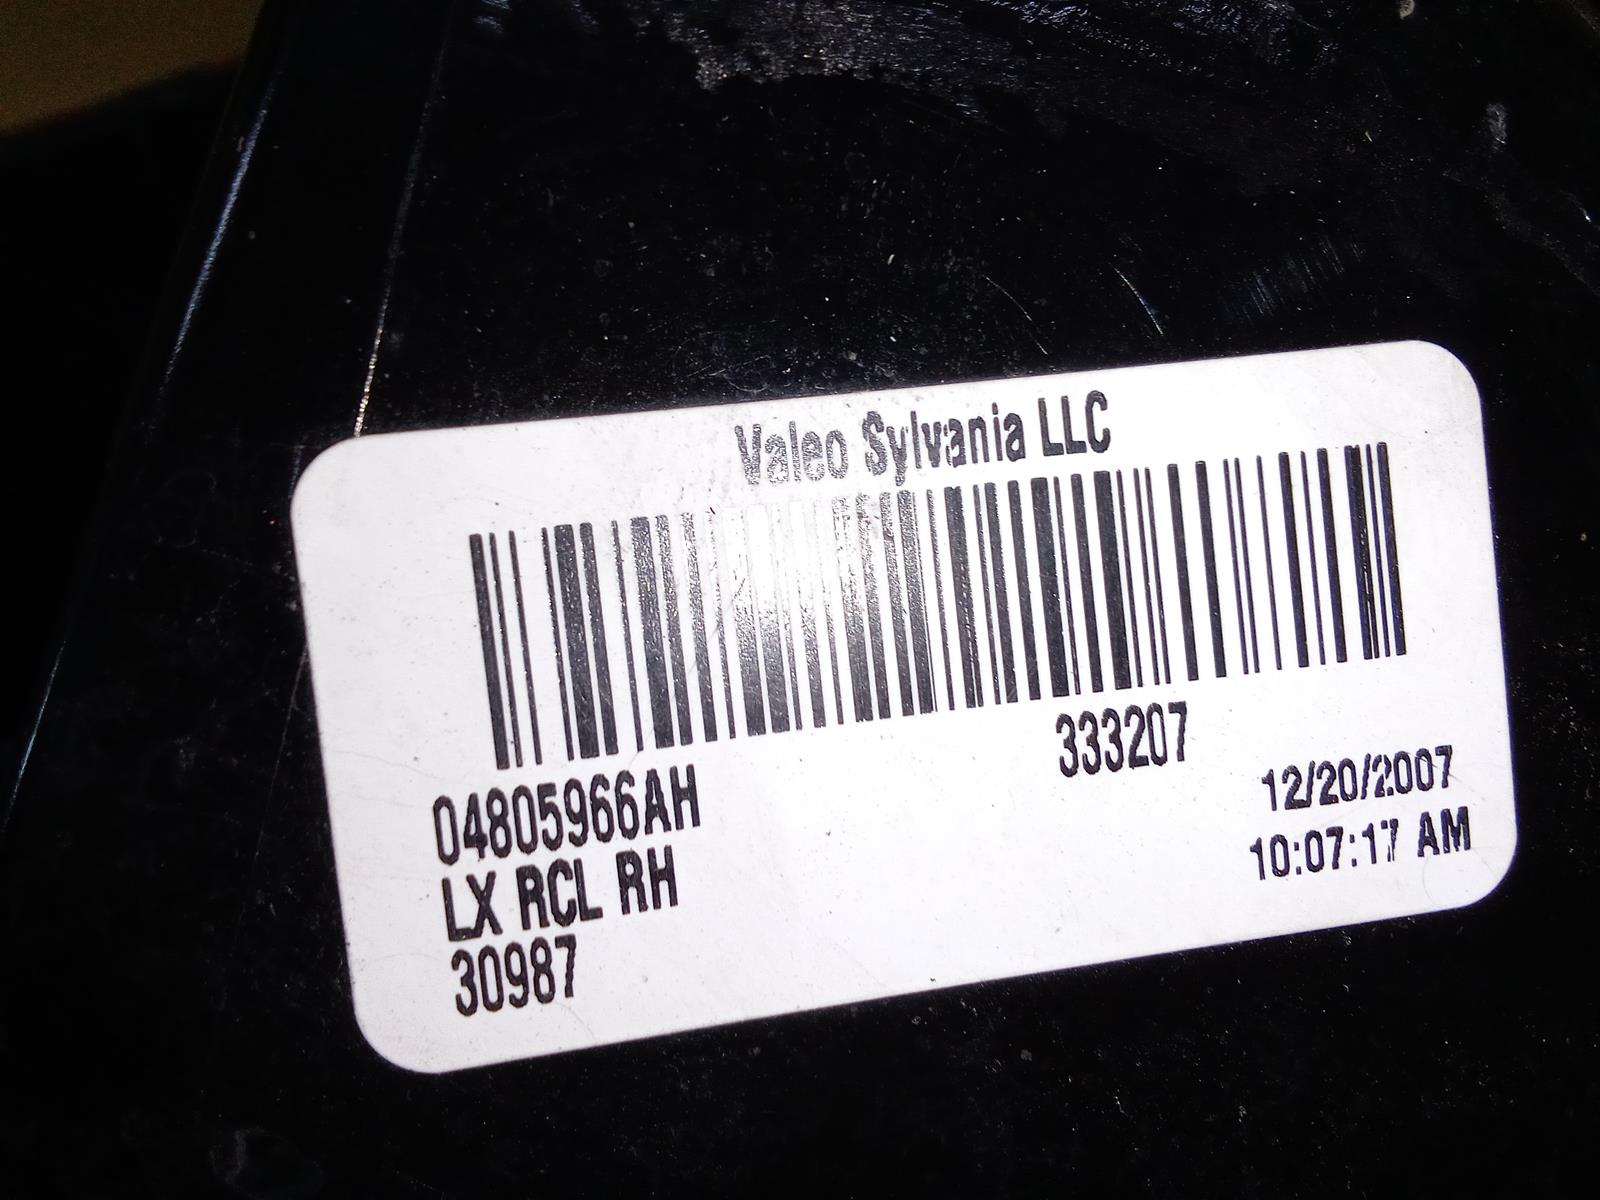 Valeo Sylvania LLC
333207
04805966AH
LX RCL RH
30987
12/20/2007
10:07:17 AM